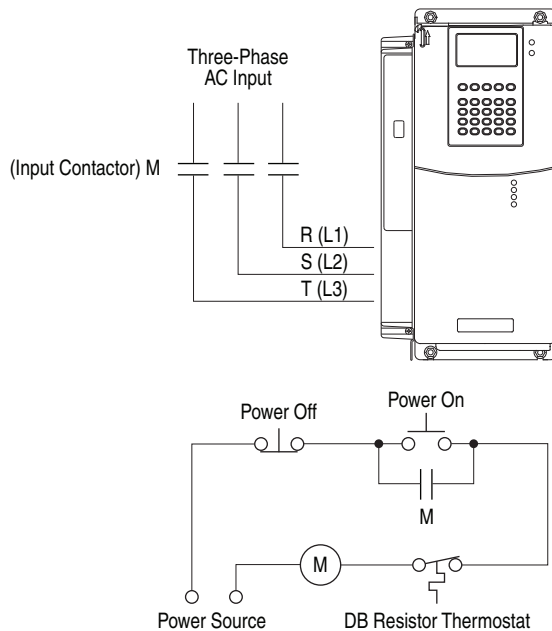 Three-Phase
AC Input
(Input Contactor) M
R (L1)
S (L2)
T (L3)
Power Off
Power On
M
M
Power Source
DB Resistor Thermostat